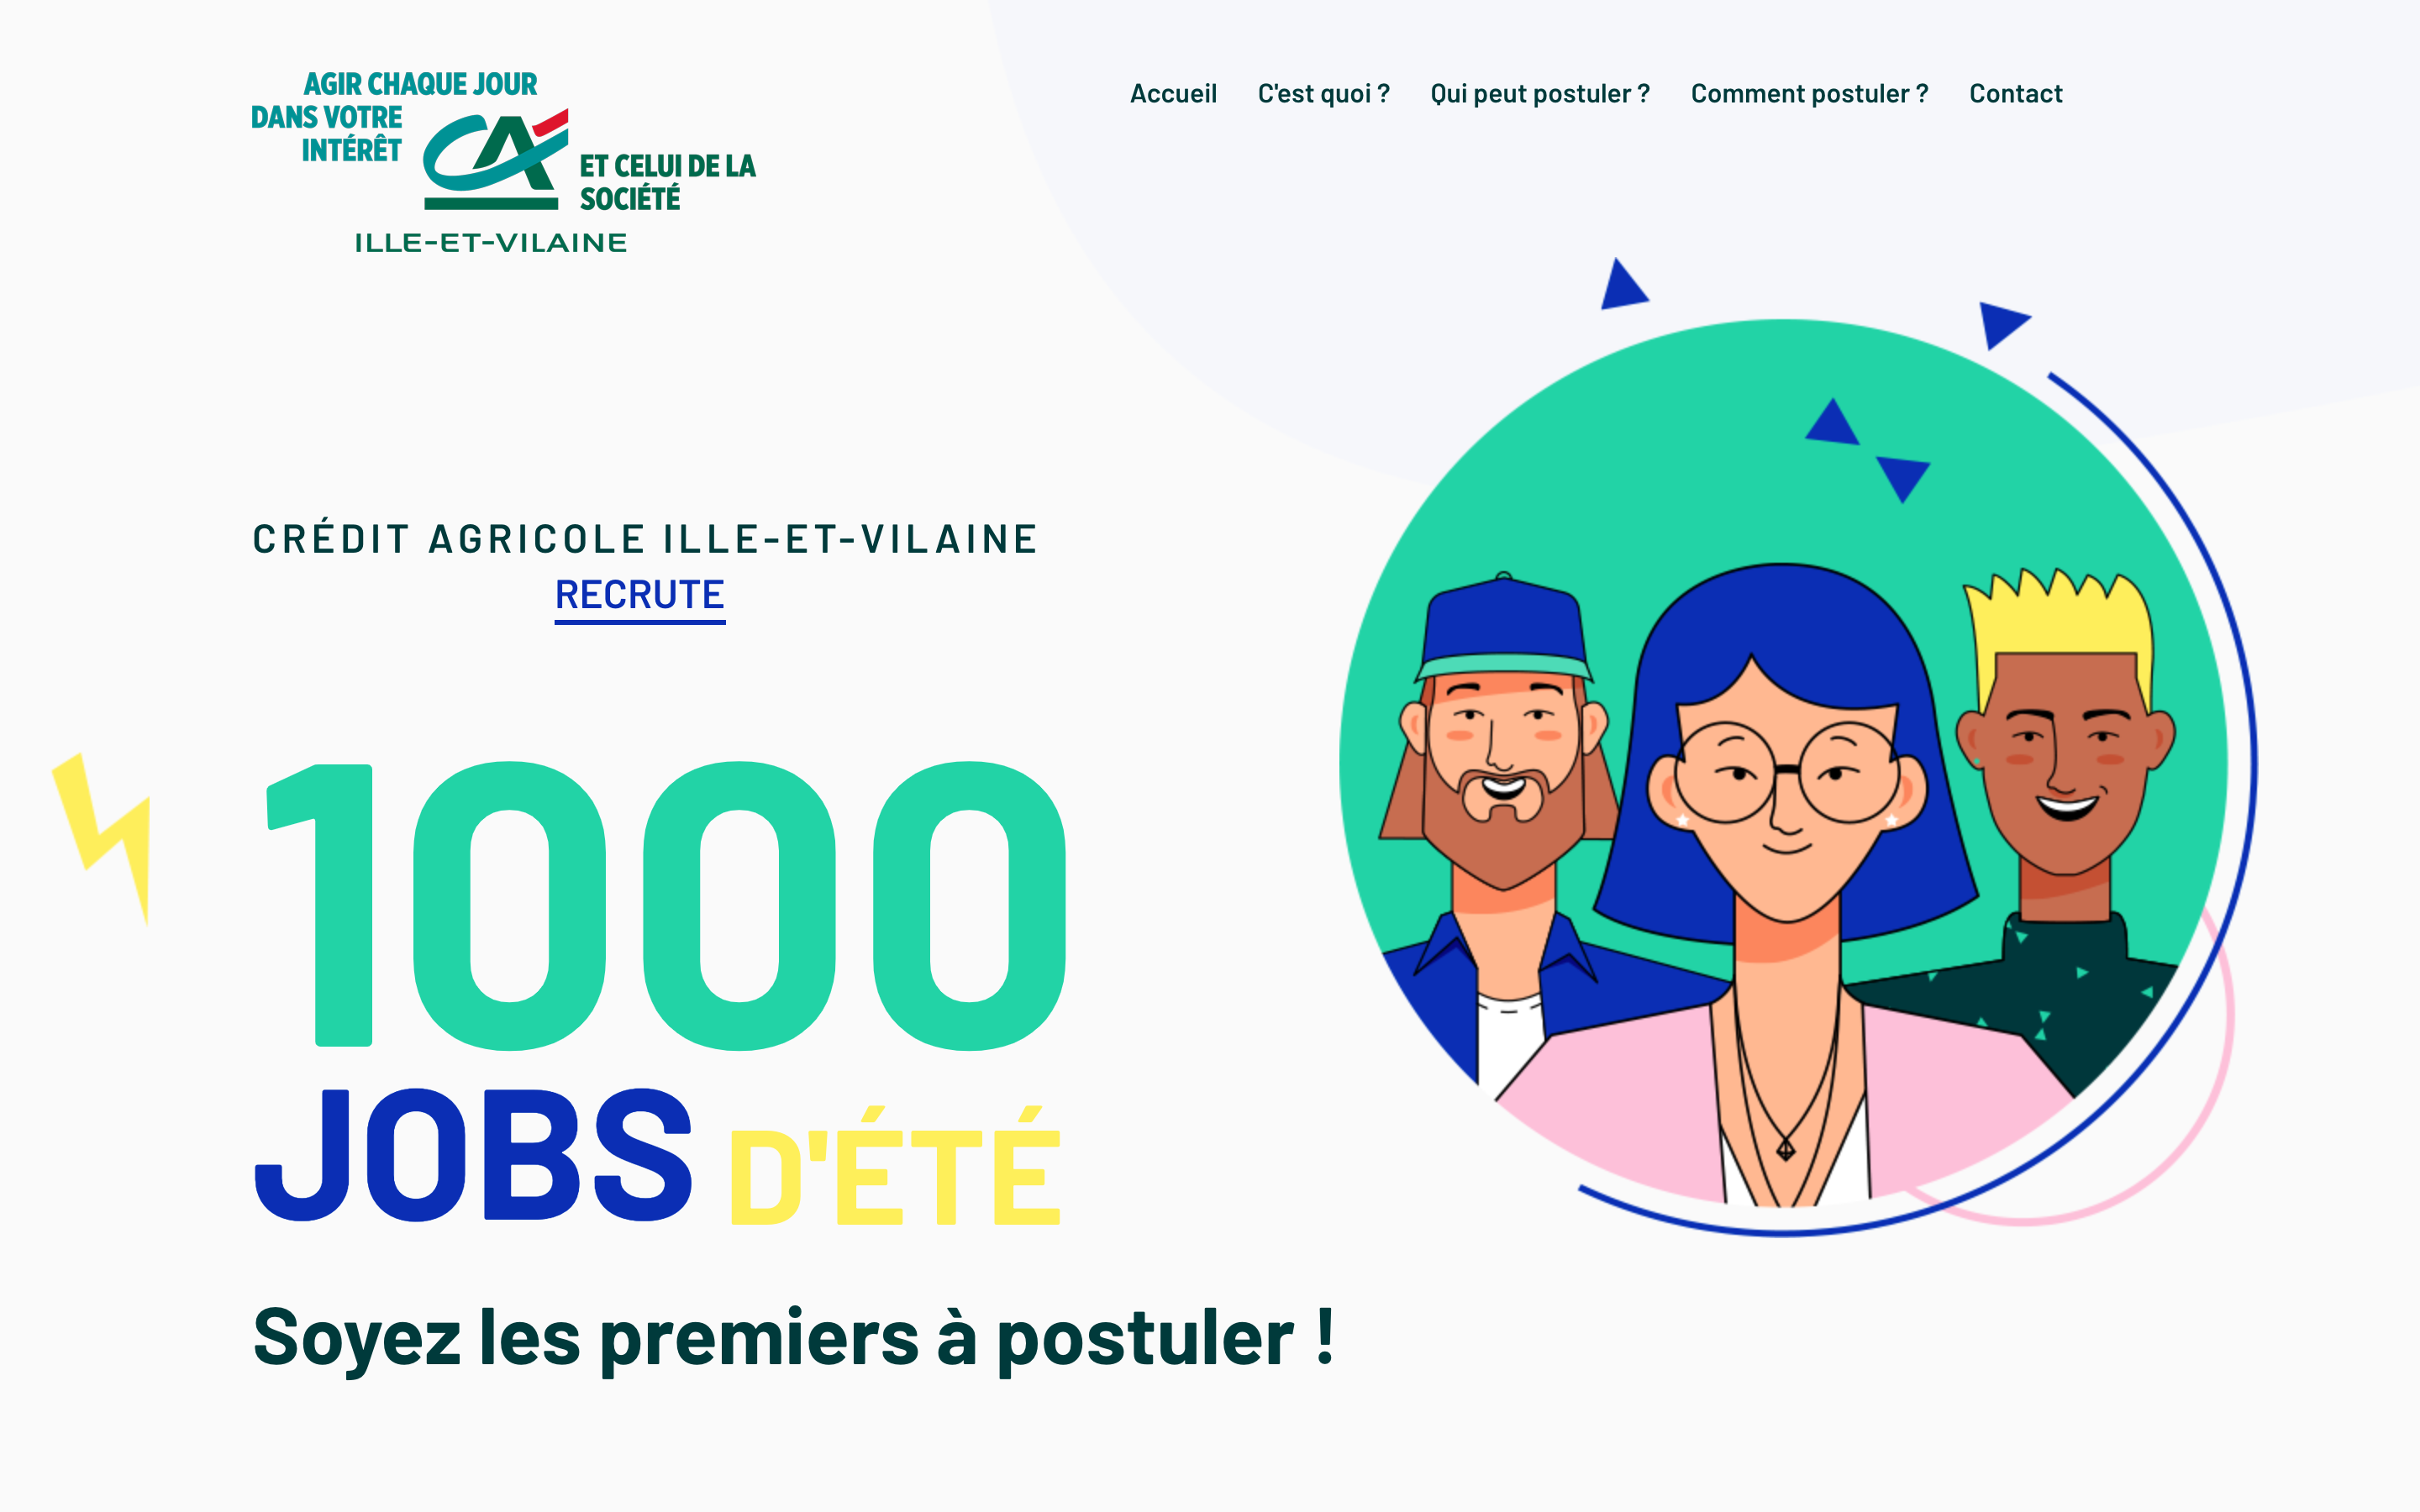 AGIR CHAQUE JOUR
DANS VOTRE
INTÉRÊT
CA
ET CELUI DE LA
SOCIÉTÉ
ILLE-ET-VILAINE
Accueil C'est quoi ? Qui peut postuler ? Comment postuler ? Contact
CRÉDIT AGRICOLE ILLE-ET-VILAINE
RECRUTE
1000
JOBS D'ÉTÉ
Soyez les premiers à postuler !